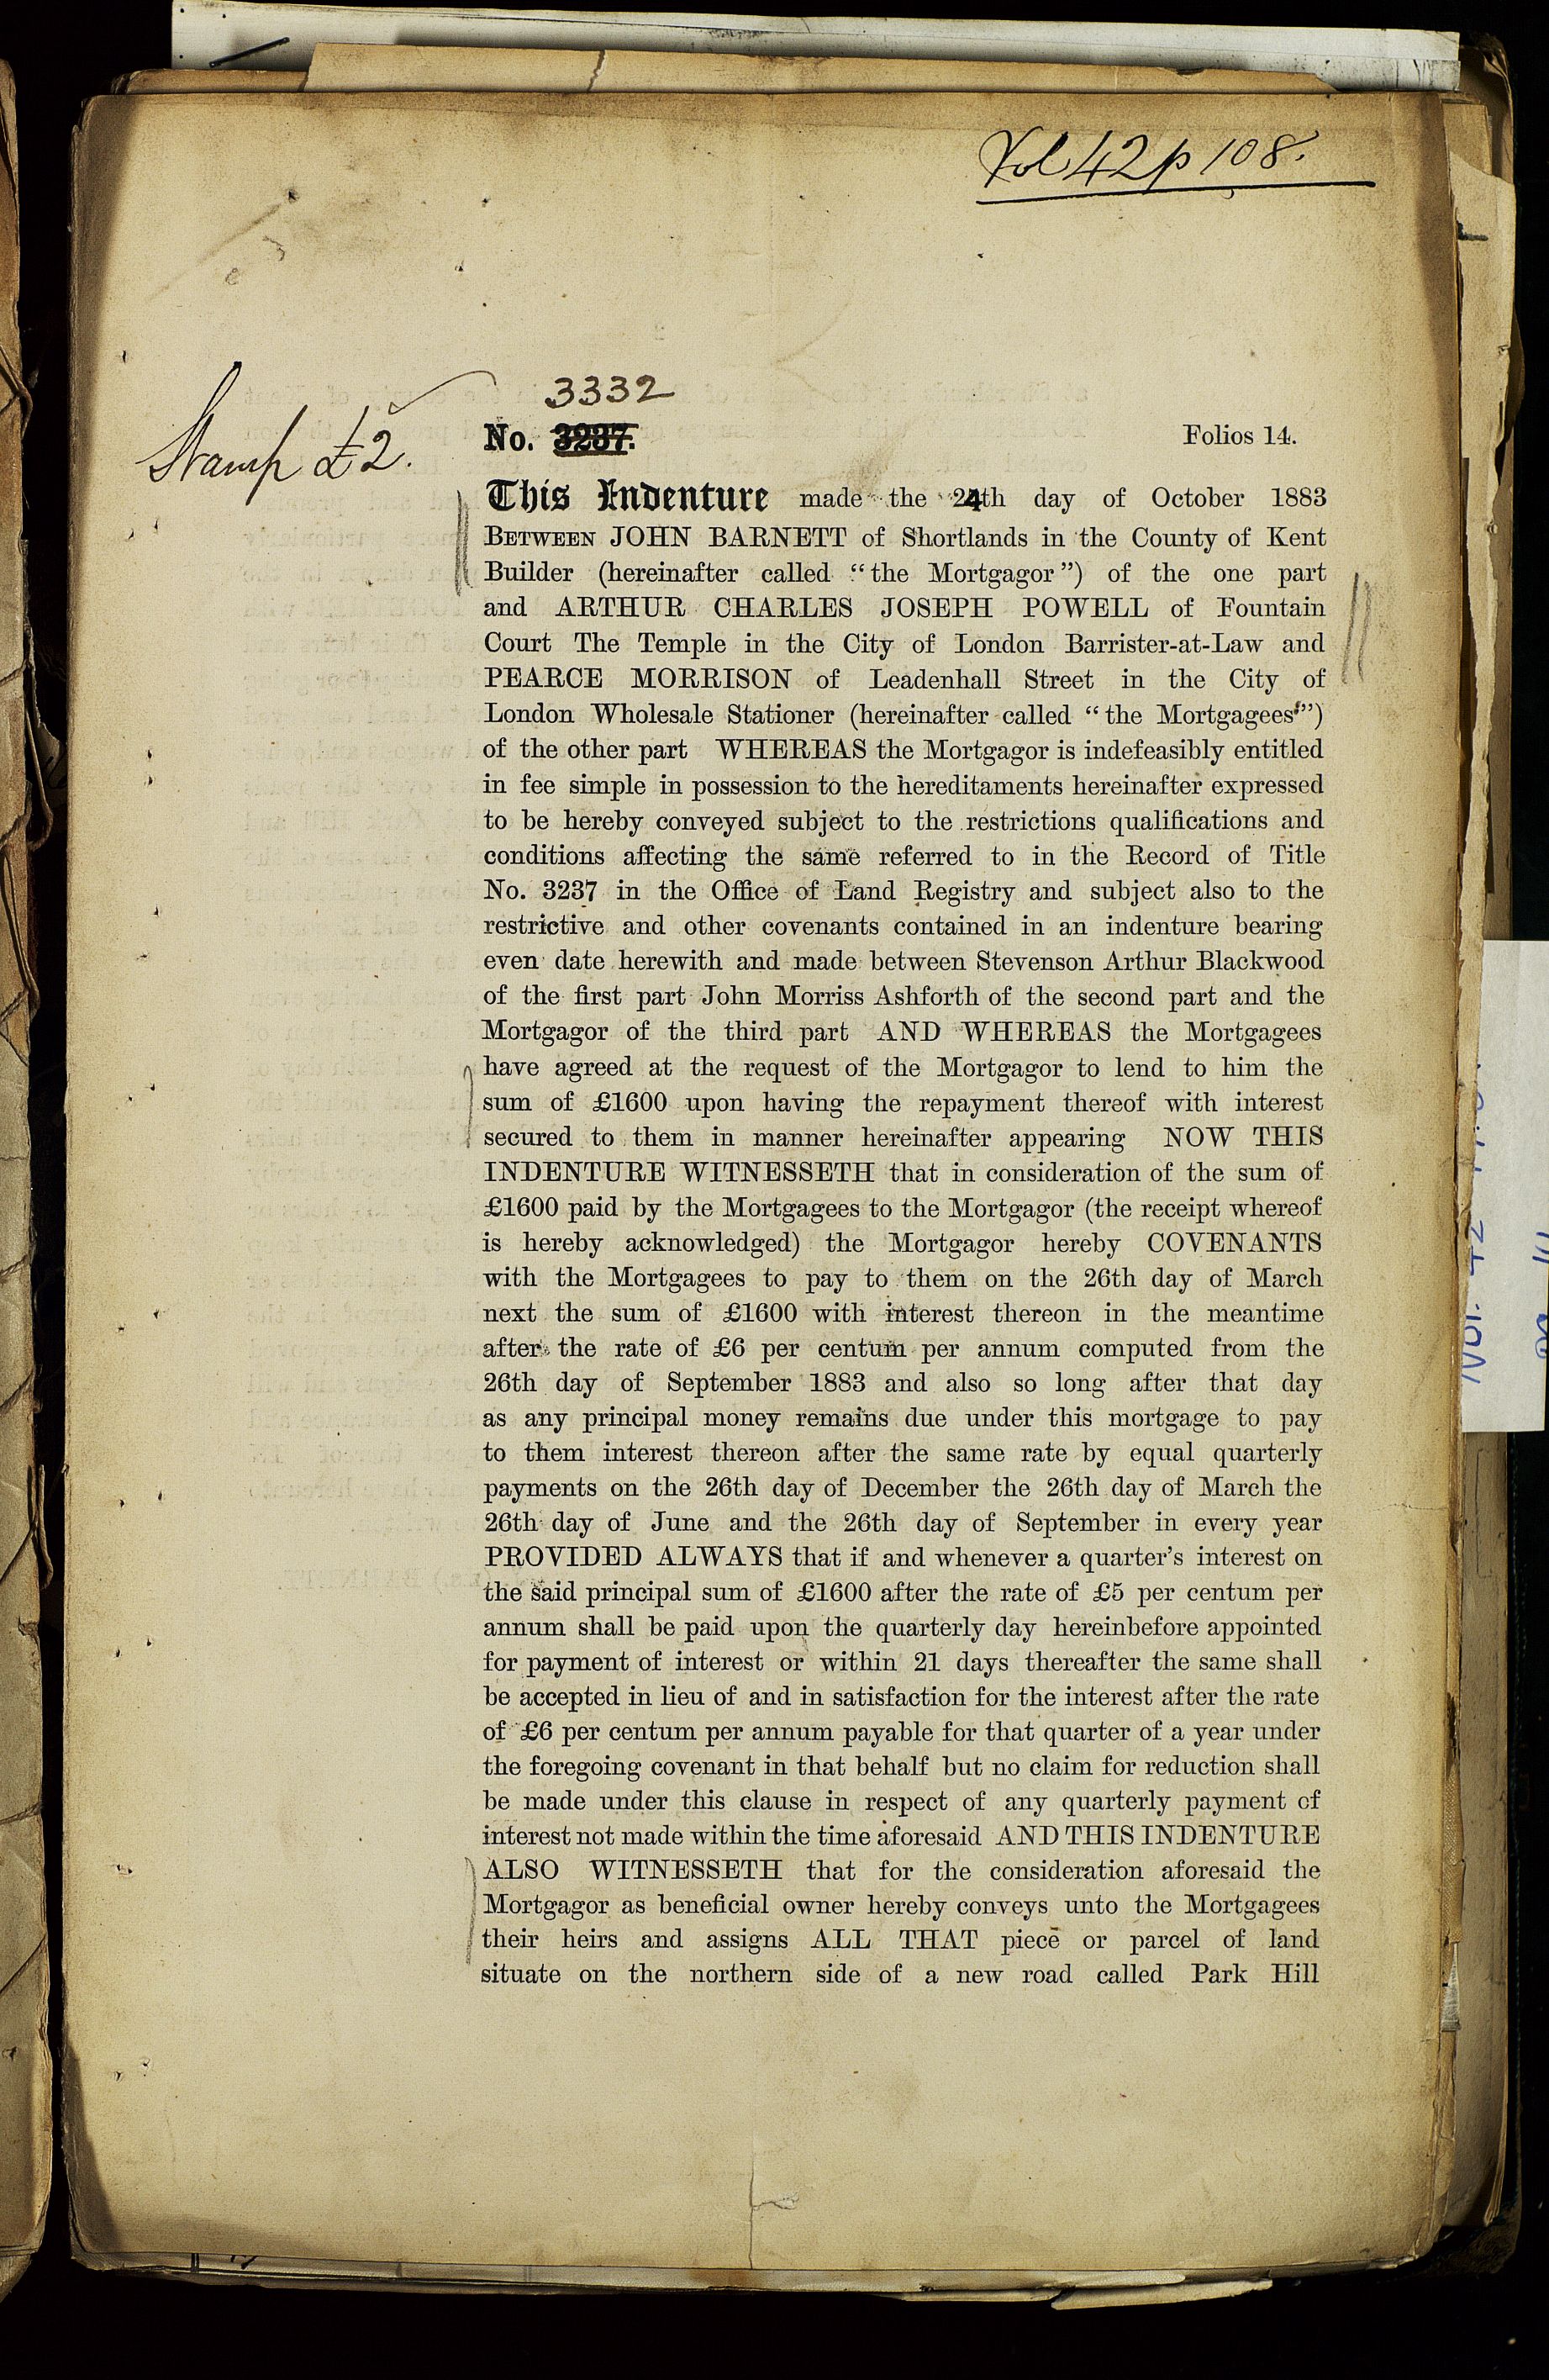 Vol 42 p 108.
Stamp £2.
3332
No. 3237.
Folios 14.
This Indenture made the 24th day of October 1883
BETWEEN JOHN BARNETT of Shortlands in the County of Kent
Builder (hereinafter called "the Mortgagor") of the one part
and ARTHUR CHARLES JOSEPH POWELL of Fountain
Court The Temple in the City of London Barrister-at-Law and
PEARCE MORRISON of Leadenhall Street in the City of
London Wholesale Stationer (hereinafter called "the Mortgagees")
of the other part WHEREAS the Mortgagor is indefeasibly entitled
in fee simple in possession to the hereditaments hereinafter expressed
to be hereby conveyed subject to the restrictions qualifications and
conditions affecting the same referred to in the Record of Title
No. 3237 in the Office of Land Registry and subject also to the
restrictive and other covenants contained in an indenture bearing
even date herewith and made between Stevenson Arthur Blackwood
of the first part John Morriss Ashforth of the second part and the
Mortgagor of the third part AND WHEREAS the Mortgagees
have agreed at the request of the Mortgagor to lend to him the
sum of £1600 upon having the repayment thereof with interest
secured to them in manner hereinafter appearing NOW THIS
INDENTURE WITNESSETH that in consideration of the sum of
£1600 paid by the Mortgagees to the Mortgagor (the receipt whereof
is hereby acknowledged) the Mortgagor hereby COVENANTS
with the Mortgagees to pay to them on the 26th day of March
next the sum of £1600 with interest thereon in the meantime
after the rate of £6 per centum per annum computed from the
26th day of September 1883 and also so long after that day
as any principal money remains due under this mortgage to pay
to them interest thereon after the same rate by equal quarterly
payments on the 26th day of December the 26th day of March the
26th day of June and the 26th day of September in every year
PROVIDED ALWAYS that if and whenever a quarter's interest on
the said principal sum of £1600 after the rate of £5 per centum per
annum shall be paid upon the quarterly day hereinbefore appointed
for payment of interest or within 21 days thereafter the same shall
be accepted in lieu of and in satisfaction for the interest after the rate
of £6 per centum per annum payable for that quarter of a year under
the foregoing covenant in that behalf but no claim for reduction shall
be made under this clause in respect of any quarterly payment of
interest not made within the time aforesaid AND THIS INDENTURE
ALSO WITNESSETH that for the consideration aforesaid the
Mortgagor as beneficial owner hereby conveys unto the Mortgagees
their heirs and assigns ALL THAT piece or parcel of land
situate on the northern side of a new road called Park Hill